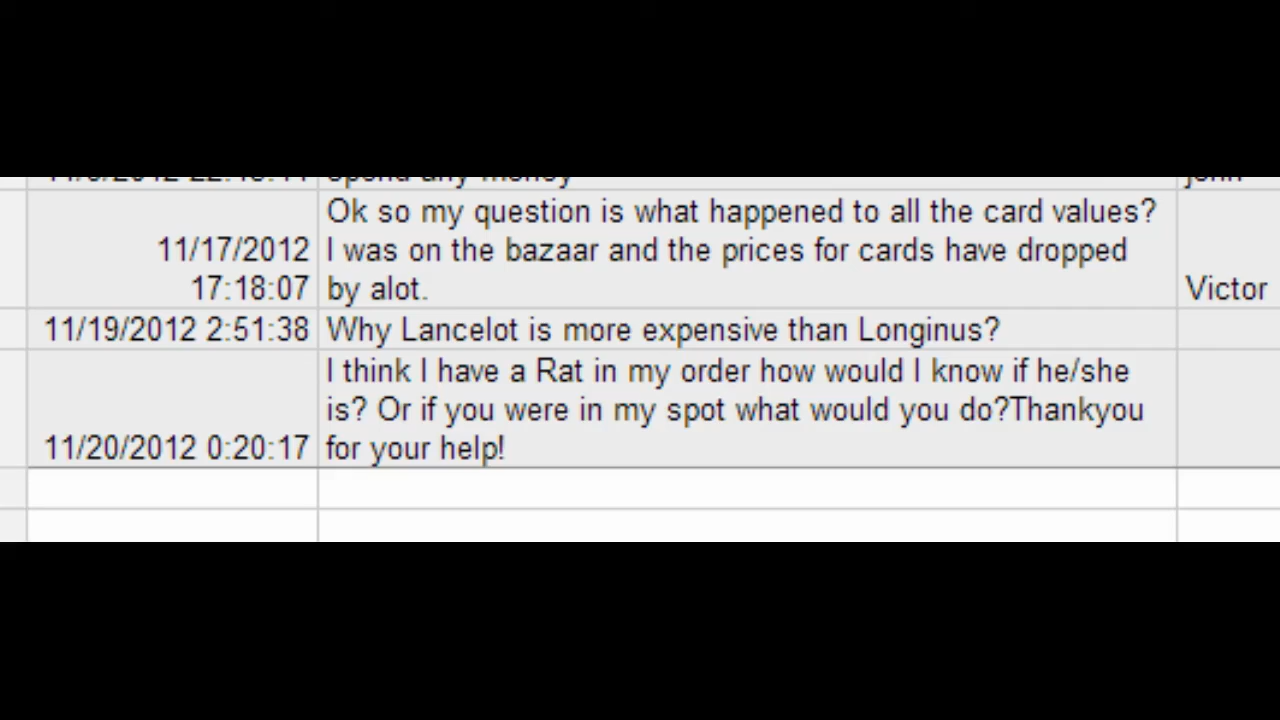 Ok so my question is what happened to all the card values?
11/17/2012 I was on the bazaar and the prices for cards have dropped
17:18:07 by alot. Victor
11/19/2012 2:51:38 Why Lancelot is more expensive than Longinus?
I think I have a Rat in my order how would I know if he/she
is? Or if you were in my spot what would you do?Thankyou
11/20/2012 0:20:17 for your help!